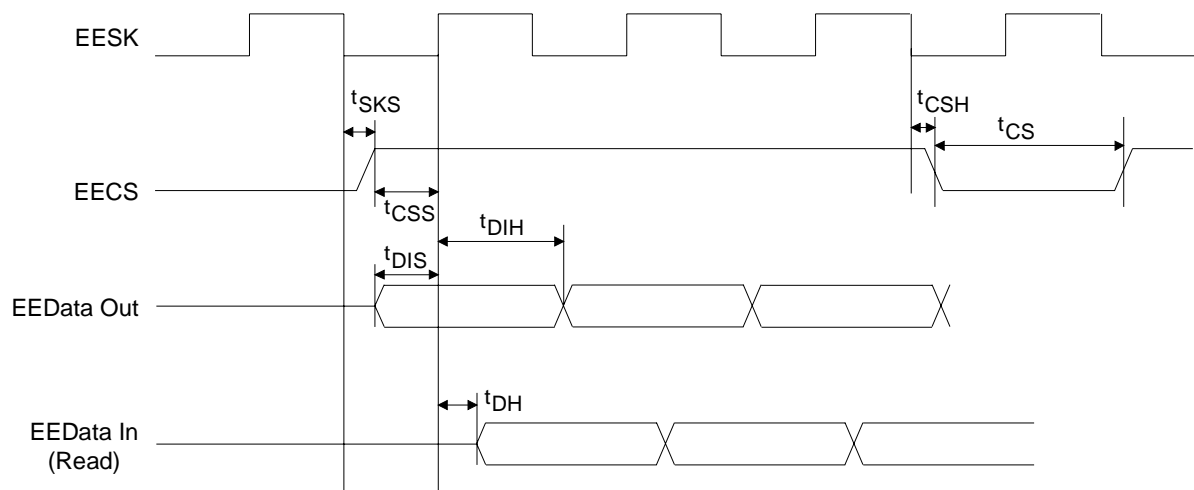 EESK
tSKS
tCSH
tCS
EECS
tCSS
tDIH
tDIS
EEData Out
tDH
EEData In
(Read)